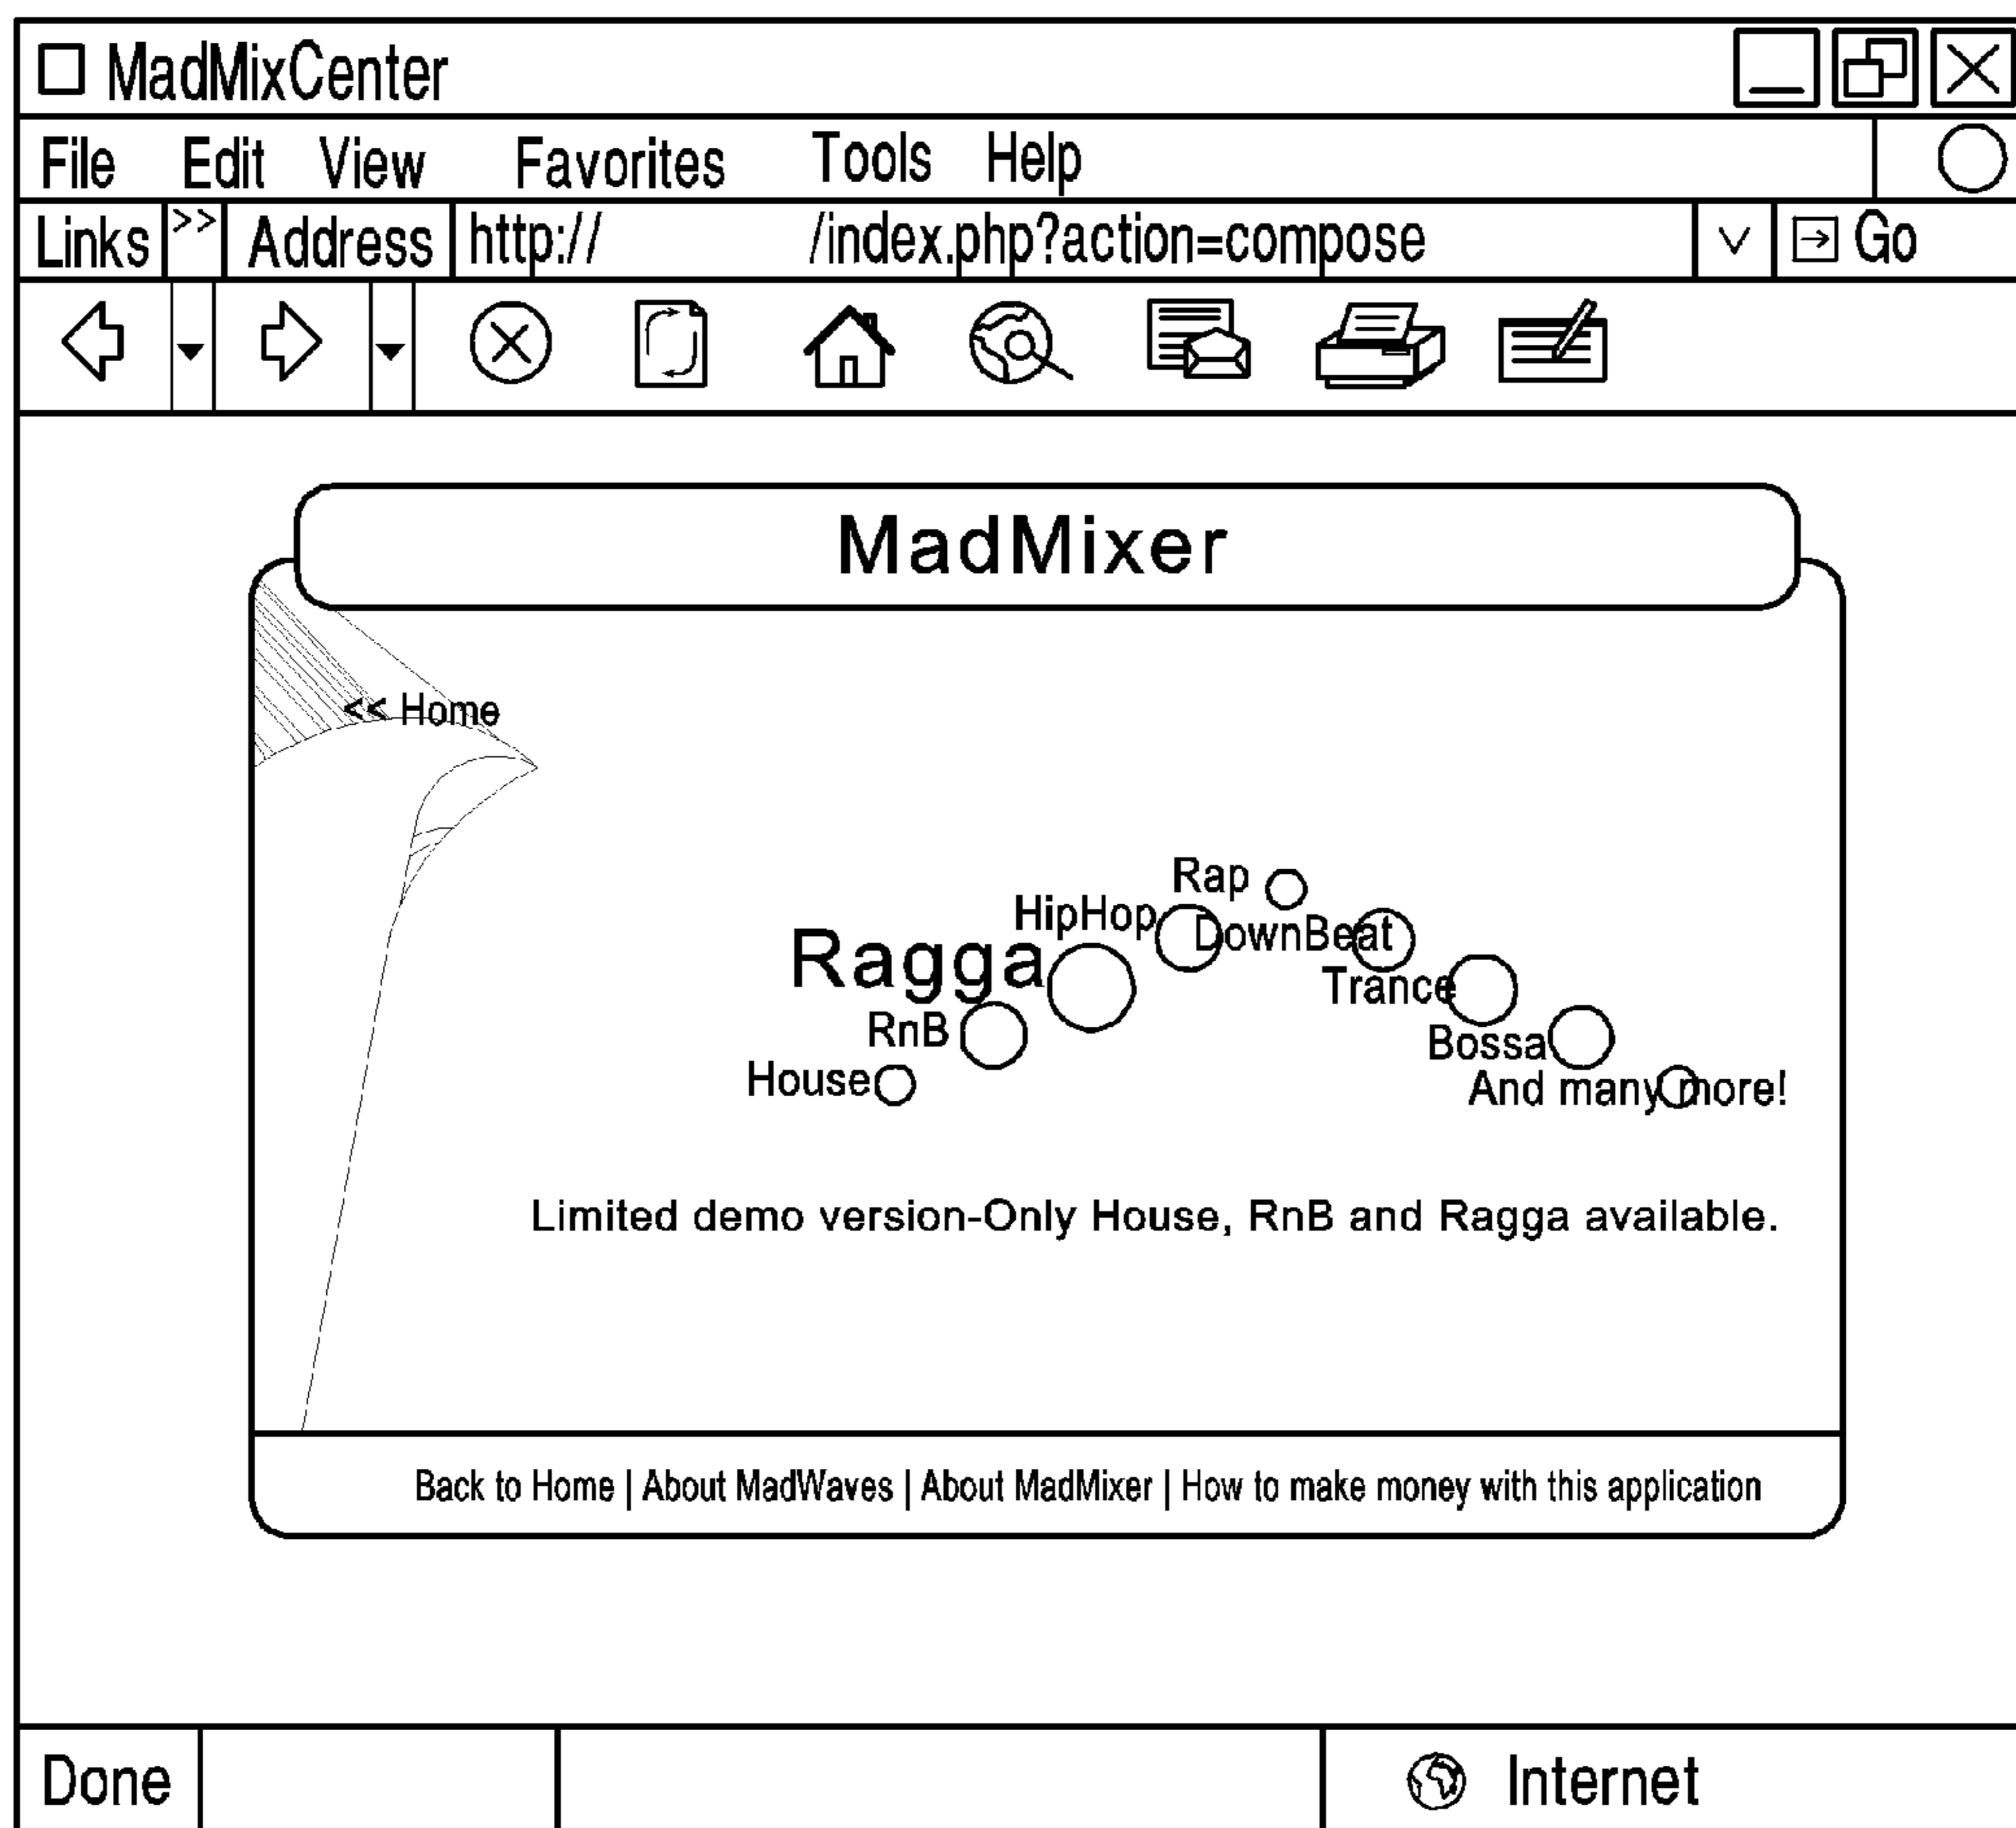 MadMixCenter
File Edit View Favorites Tools Help
Links >> Address http:// /index.php?action=compose Go
MadMixer
<< Home
Rap
HipHop
DownBeat
Ragga
Trance
RnB
Bossa
House
And many more!
Limited demo version-Only House, RnB and Ragga available.
Back to Home | About MadWaves | About MadMixer | How to make money with this application
Done Internet